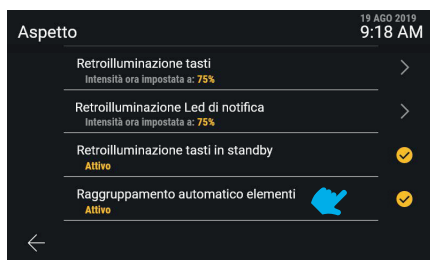 19 AGO 2019
Aspetto 9:18 AM
Retroilluminazione tasti
Intensità ora impostata a: 75%
Retroilluminazione Led di notifica
Intensità ora impostata a: 75%
Retroilluminazione tasti in standby
Attivo
Raggruppamento automatico elementi
Attivo